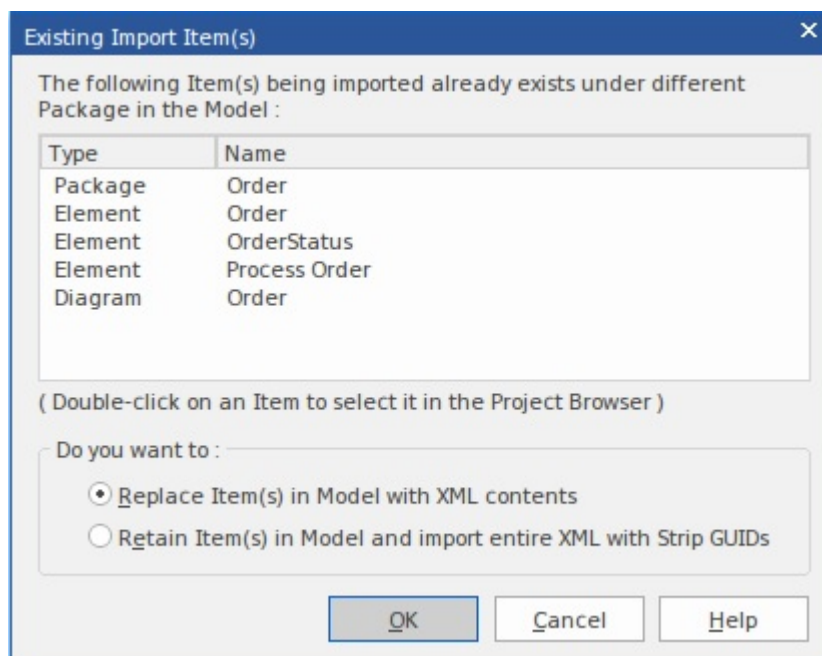 Existing Import Item(s)
The following Item(s) being imported already exists under different
Package in the Model :
Type Name
Package Order
Element Order
Element OrderStatus
Element Process Order
Diagram Order
( Double-click on an Item to select it in the Project Browser )
Do you want to :
Replace Item(s) in Model with XML contents
Retain Item(s) in Model and import entire XML with Strip GUIDs
OK Cancel Help